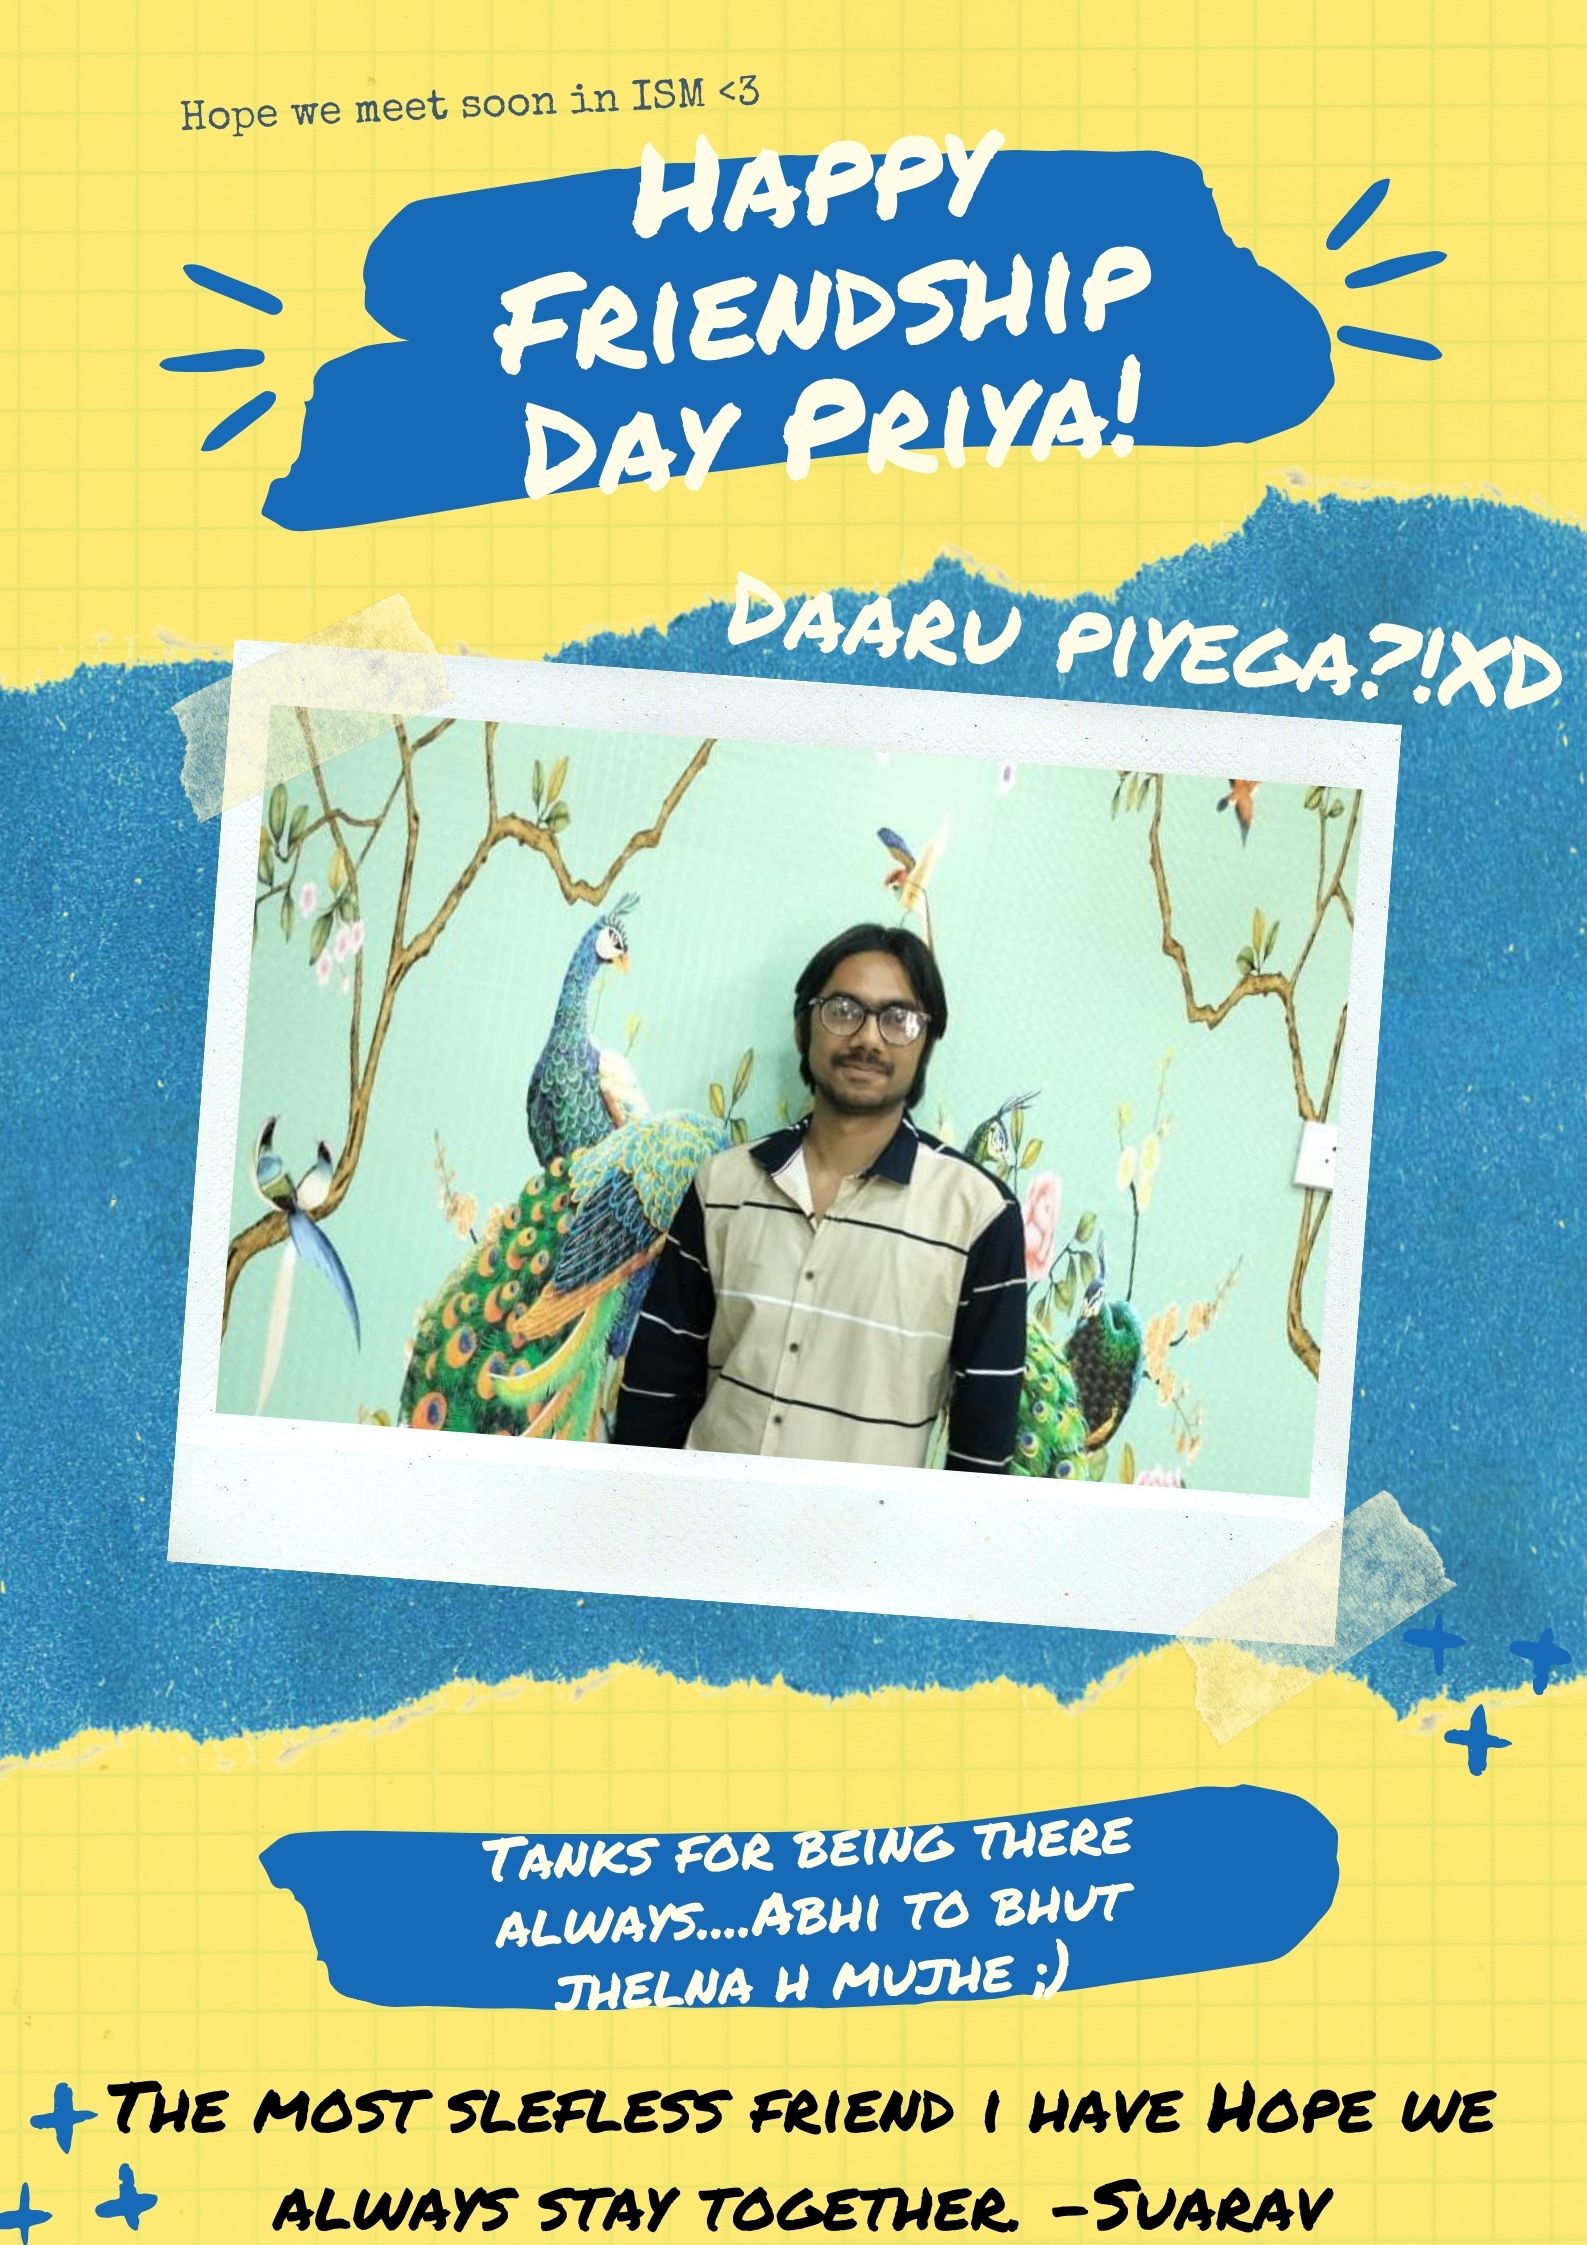 Hope we meet soon in ISM <3
Happy
Friendship
Day Priya!
Daaru piyega?!XD
Tanks for being there
always....Abhi to bhut
jhelna h mujhe ;)
The most slefless friend i have Hope we
always stay together. -Suarav